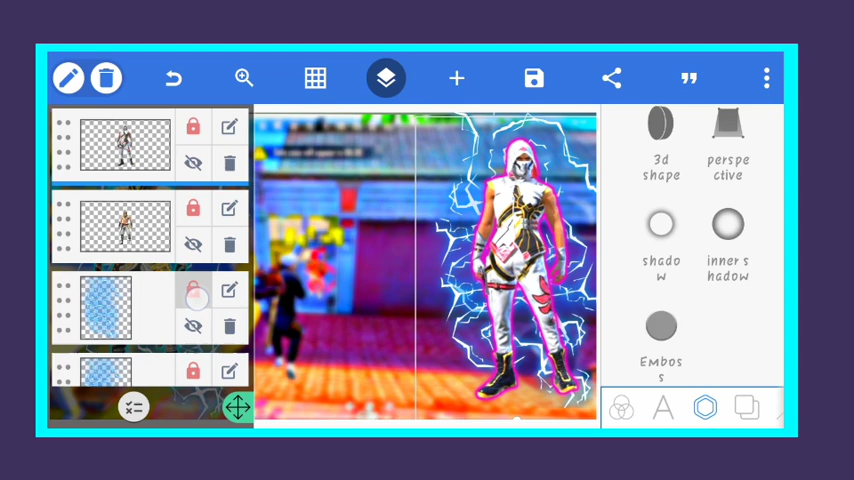 3d
shape
perspe
ctive
shado
w
inner s
hadow
Embos
s